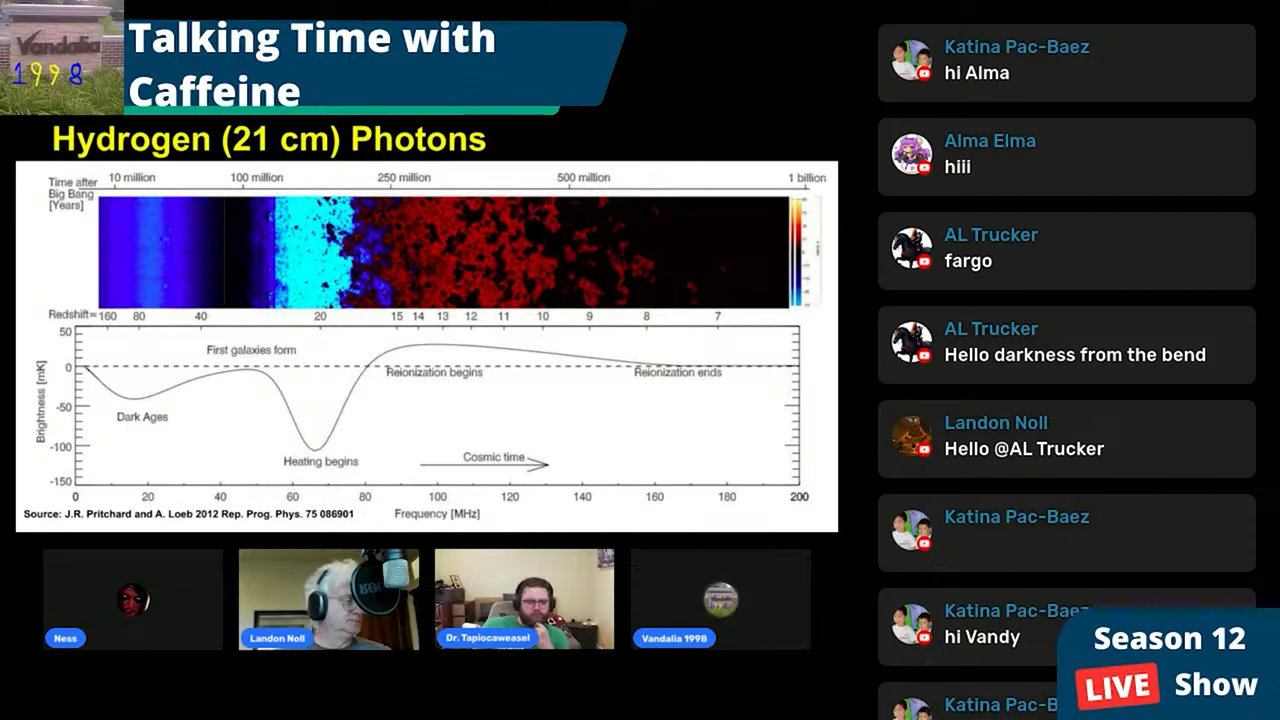 Vandalia
1998
Talking Time with
Caffeine
Hydrogen (21 cm) Photons
Time after
Big Bang
[Years]
10 million
100 million
250 million
500 million
1 billion
Redshift= 160 80 40 20 15 14 13 12 11 10 9 8 7
50
0
-50
-100
-150
Brightness [mK]
First galaxies form
Reionization begins
Reionization ends
Dark Ages
Heating begins
Cosmic time
0 20 40 60 80 100 120 140 160 180 200
Frequency [MHz]
Source: J.R. Pritchard and A. Loeb 2012 Rep. Prog. Phys. 75 086901
Ness
Landon Noll
Dr. Tapiocaweasel
Vandalia 1998
Katina Pac-Baez
hi Alma
Alma Elma
hiii
AL Trucker
fargo
AL Trucker
Hello darkness from the bend
Landon Noll
Hello @AL Trucker
Katina Pac-Baez
Katina Pac-Baez
hi Vandy
Katina Pac-B
Season 12
LIVE Show